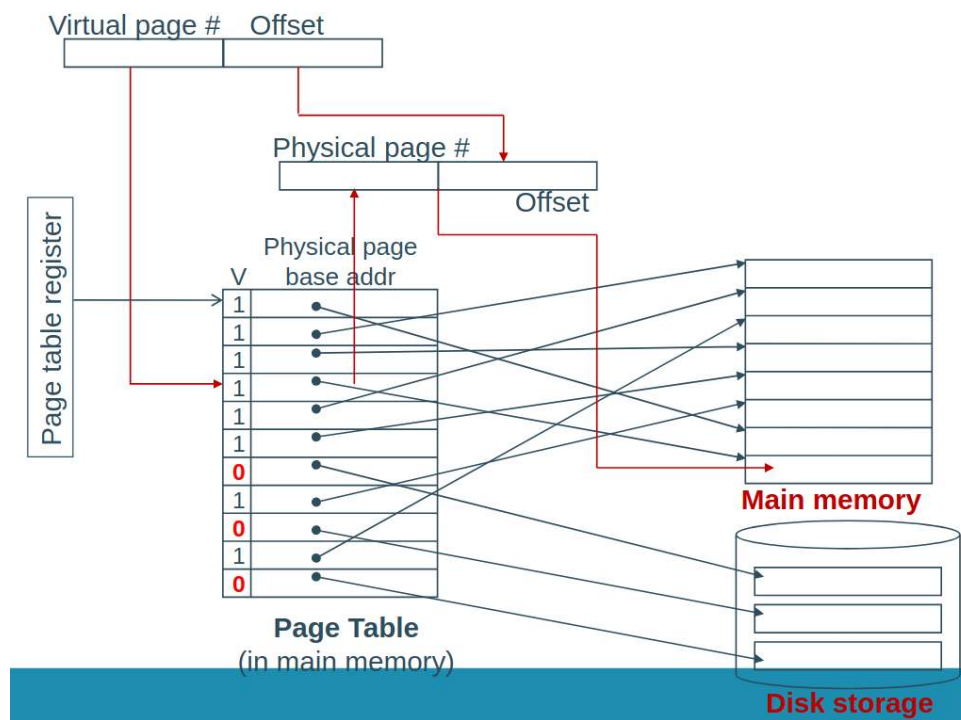 Virtual page # Offset
Physical page #
Offset
Page table register
Physical page
V base addr
1
1
1
1
1
1
0
1
0
1
0
Main memory
Page Table
(in main memory)
Disk storage